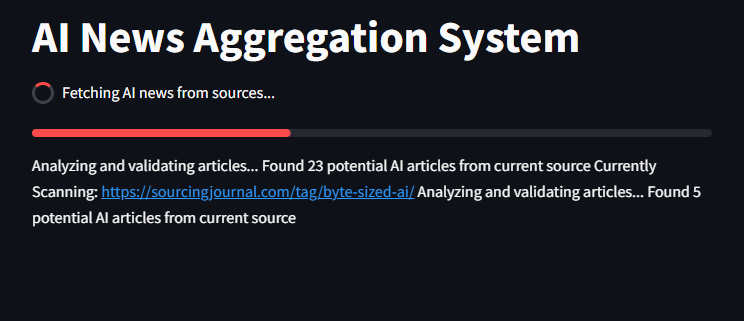 AI News Aggregation System
Fetching AI news from sources...
Analyzing and validating articles... Found 23 potential AI articles from current source Currently
Scanning: https://sourcingjournal.com/tag/byte-sized-ai/ Analyzing and validating articles... Found 5
potential AI articles from current source